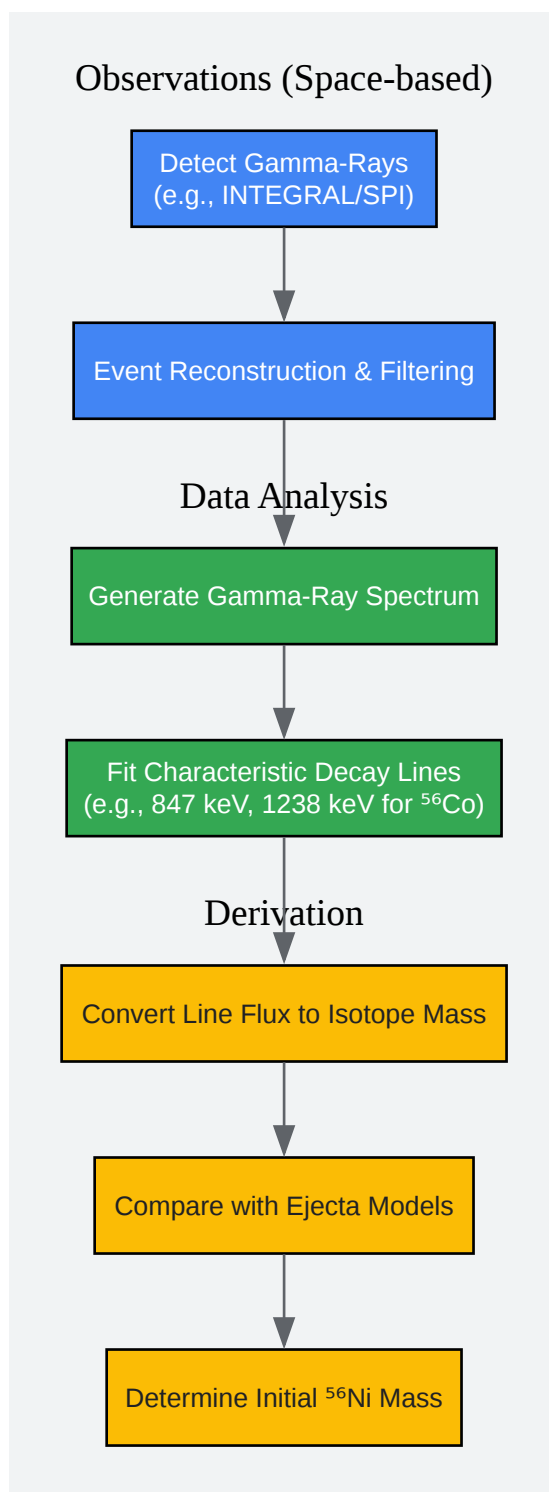 Observations (Space-based)
Detect Gamma-Rays
(e.g., INTEGRAL/SPI)
Event Reconstruction & Filtering
Data Analysis
Generate Gamma-Ray Spectrum
Fit Characteristic Decay Lines
(e.g., 847 keV, 1238 keV for ⁵⁶Co)
Derivation
Convert Line Flux to Isotope Mass
Compare with Ejecta Models
Determine Initial ⁵⁶Ni Mass